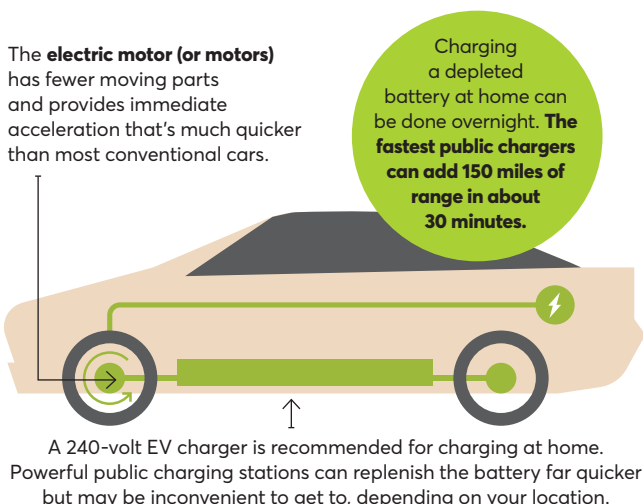 The electric motor (or motors)
has fewer moving parts
and provides immediate
acceleration that's much quicker
than most conventional cars.
Charging
a depleted
battery at home can
be done overnight. The
fastest public chargers
can add 150 miles of
range in about
30 minutes.
A 240-volt EV charger is recommended for charging at home.
Powerful public charging stations can replenish the battery far quicker
but may be inconvenient to get to, depending on your location.